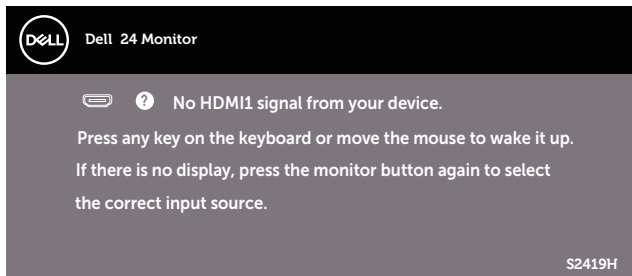 DELL
Dell 24 Monitor
? No HDMI1 signal from your device.
Press any key on the keyboard or move the mouse to wake it up.
If there is no display, press the monitor button again to select
the correct input source.
S2419H